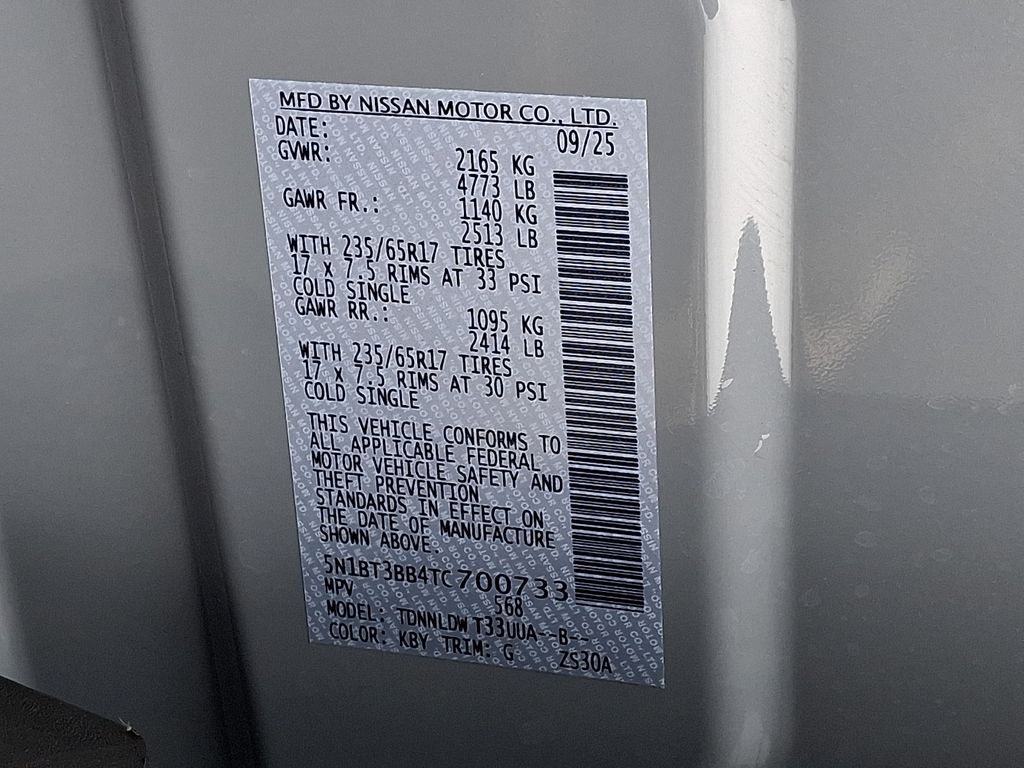 MFD BY NISSAN MOTOR CO., LTD.
DATE: 09/25
GVWR: 2165 KG
4773 LB
GAWR FR.: 1140 KG
2513 LB
WITH 235/65R17 TIRES
17 x 7.5 RIMS AT 33 PSI
COLD SINGLE
GAWR RR.: 1095 KG
2414 LB
WITH 235/65R17 TIRES
17 x 7.5 RIMS AT 30 PSI
COLD SINGLE
THIS VEHICLE CONFORMS TO
ALL APPLICABLE FEDERAL
MOTOR VEHICLE SAFETY AND
THEFT PREVENTION
STANDARDS IN EFFECT ON
THE DATE OF MANUFACTURE
SHOWN ABOVE.
5N1BT3BB4TC700733
MPV 568
MODEL: TDNNLDW T33UUA--B--
COLOR: KBY TRIM: G ZS30A